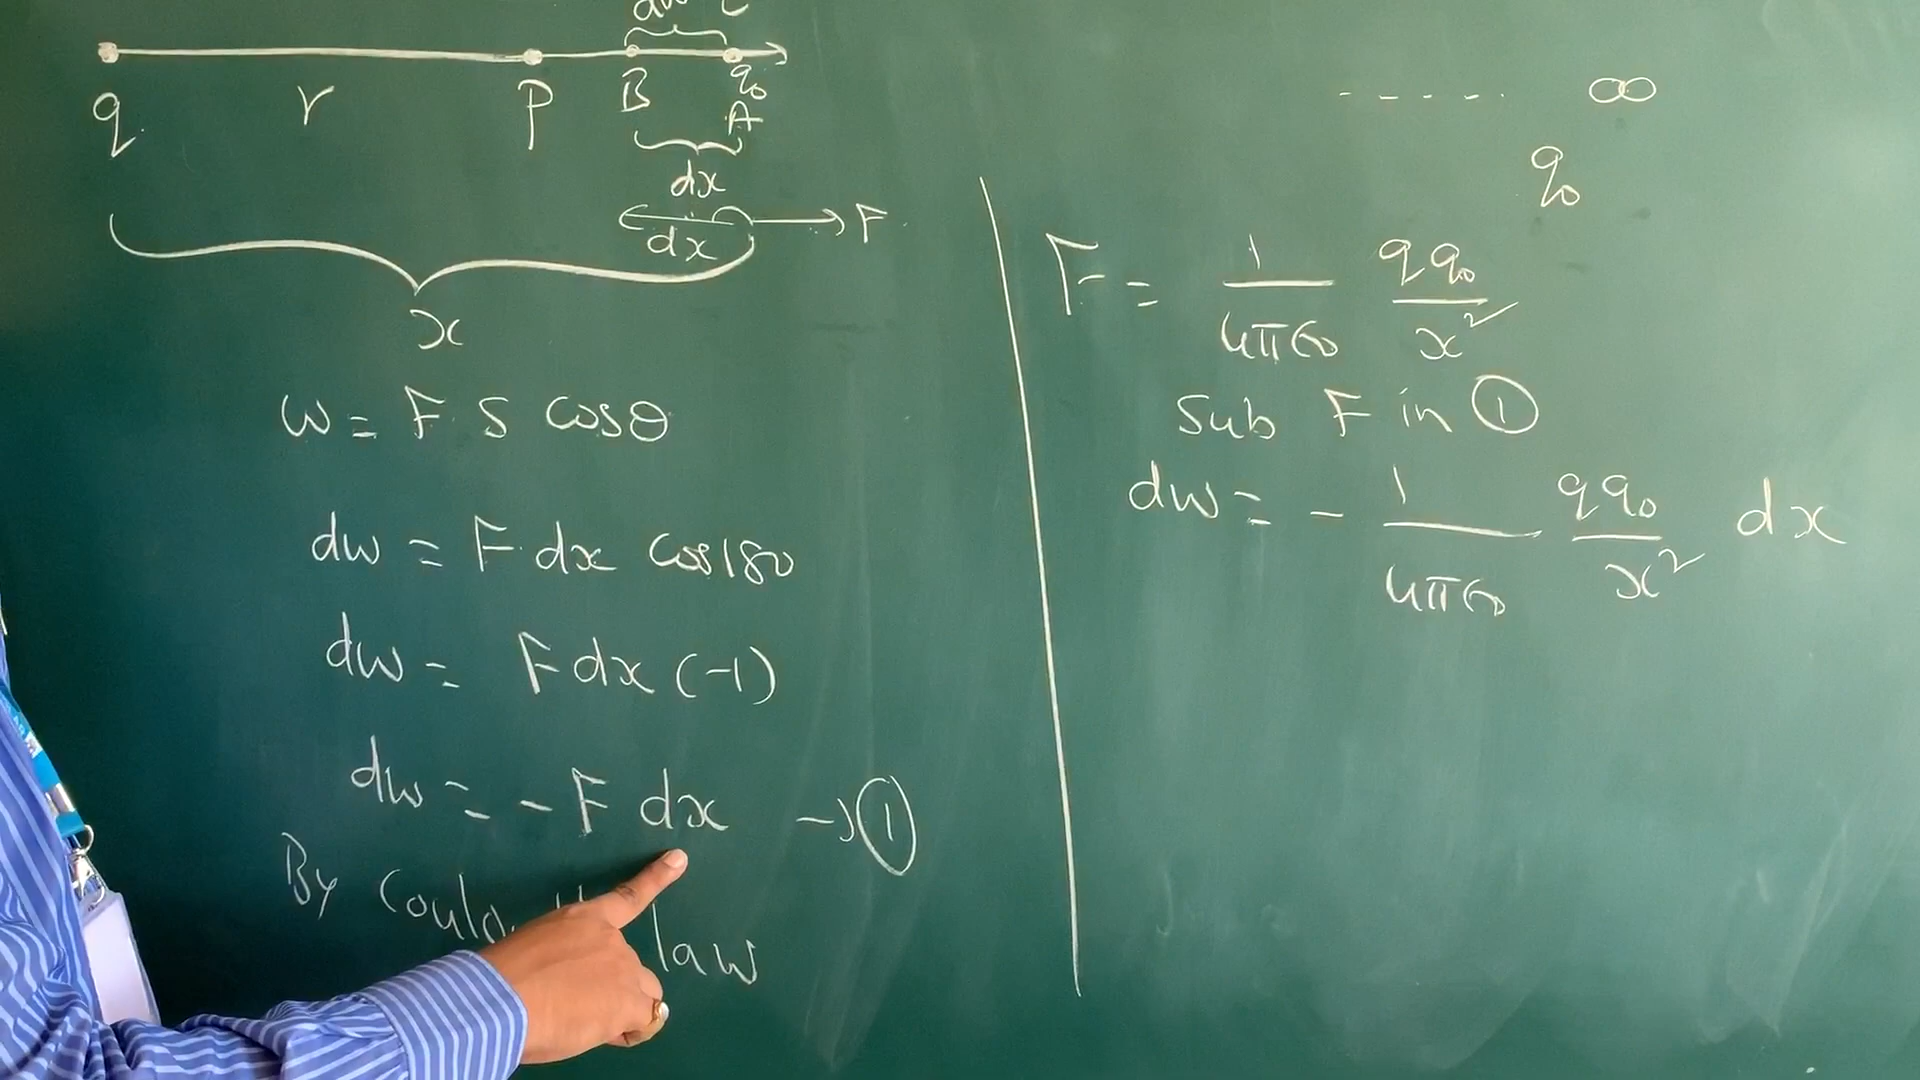 dw
q r P B q₀
A
dx
dx → F
x
W = F S cosθ
dw = F dx cos180
dw = F dx (-1)
dw = - F dx → ①
By law
- - - - - ∞
q₀
F = 1/4πε₀ qq₀/x²
Sub F in ①
dw = - 1/4πε₀ qq₀/x² dx